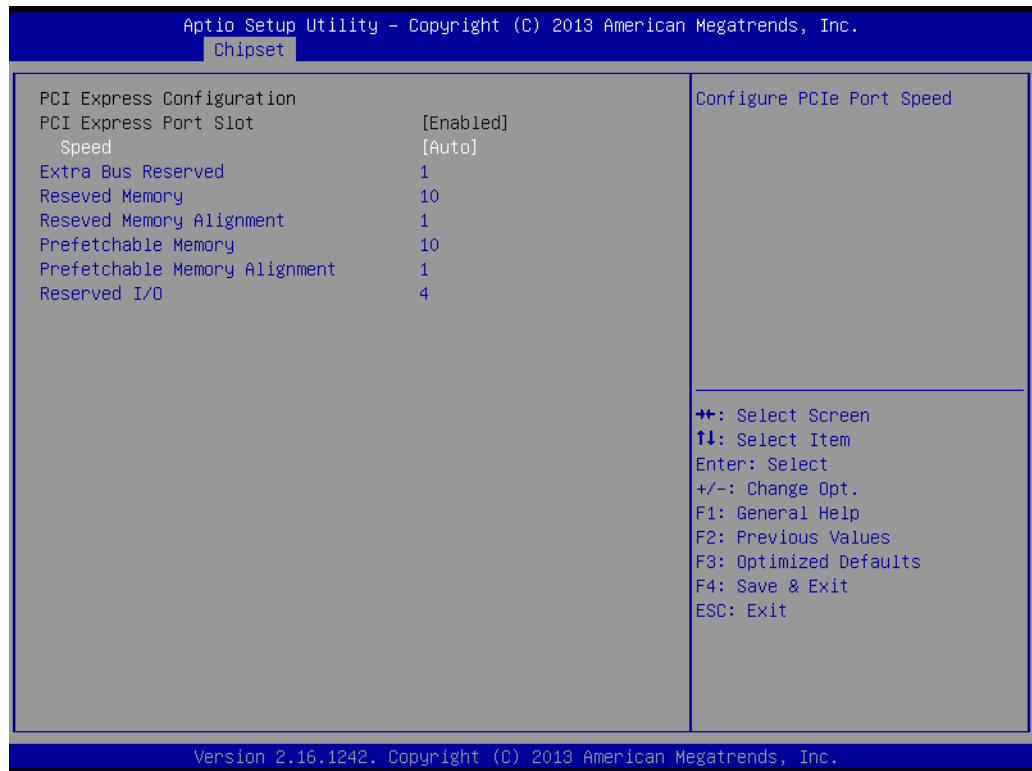 Aptio Setup Utility – Copyright (C) 2013 American Megatrends, Inc.
Chipset
PCI Express Configuration
PCI Express Port Slot [Enabled]
Speed [Auto]
Extra Bus Reserved 1
Reseved Memory 10
Reseved Memory Alignment 1
Prefetchable Memory 10
Prefetchable Memory Alignment 1
Reserved I/O 4
Configure PCIe Port Speed
→←: Select Screen
↑↓: Select Item
Enter: Select
+/-: Change Opt.
F1: General Help
F2: Previous Values
F3: Optimized Defaults
F4: Save & Exit
ESC: Exit
Version 2.16.1242. Copyright (C) 2013 American Megatrends, Inc.